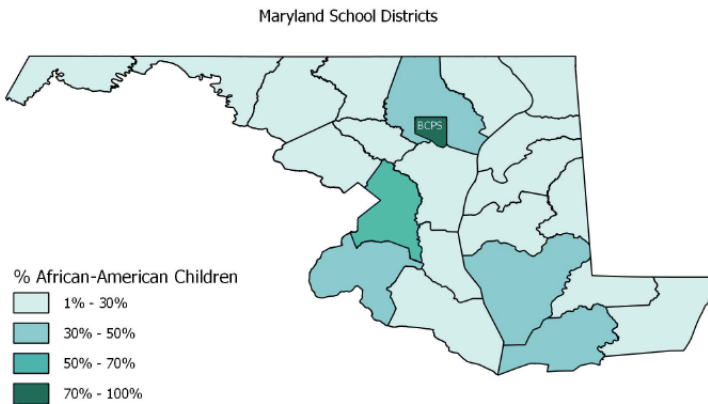 Maryland School Districts
BCPS
% African-American Children
1% - 30%
30% - 50%
50% - 70%
70% - 100%